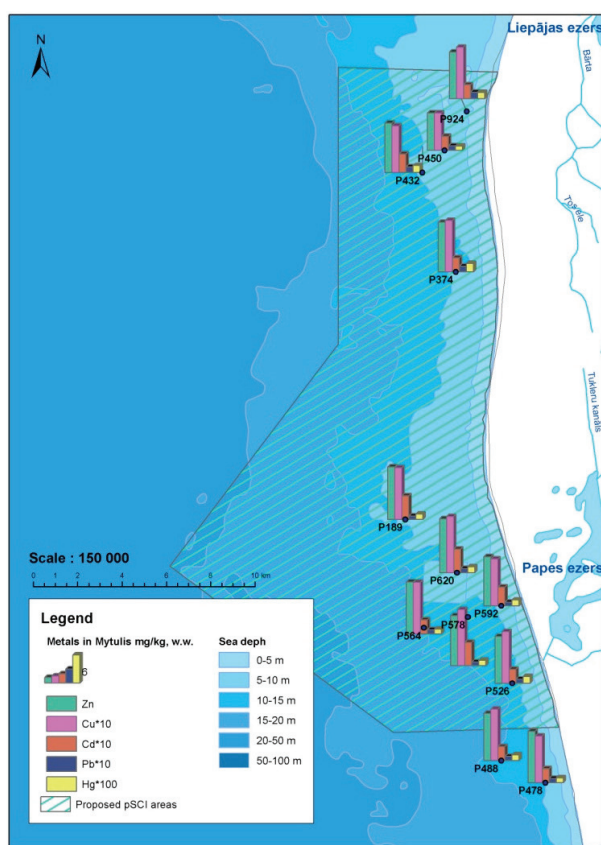 Liepājas ezers
N
Bārta
P924
P450
P432
Tosele
P374
Tukleru kanāls
P189
Scale : 150 000
0 2 4 6 10 km
P620
Papes ezers
P592
P564
P578
P526
P488
P478
Legend
Metals in Mytulis mg/kg, w.w.
6
Zn
Cu*10
Cd*10
Pb*10
Hg*100
Proposed pSCI areas
Sea deph
0-5 m
5-10 m
10-15 m
15-20 m
20-50 m
50-100 m